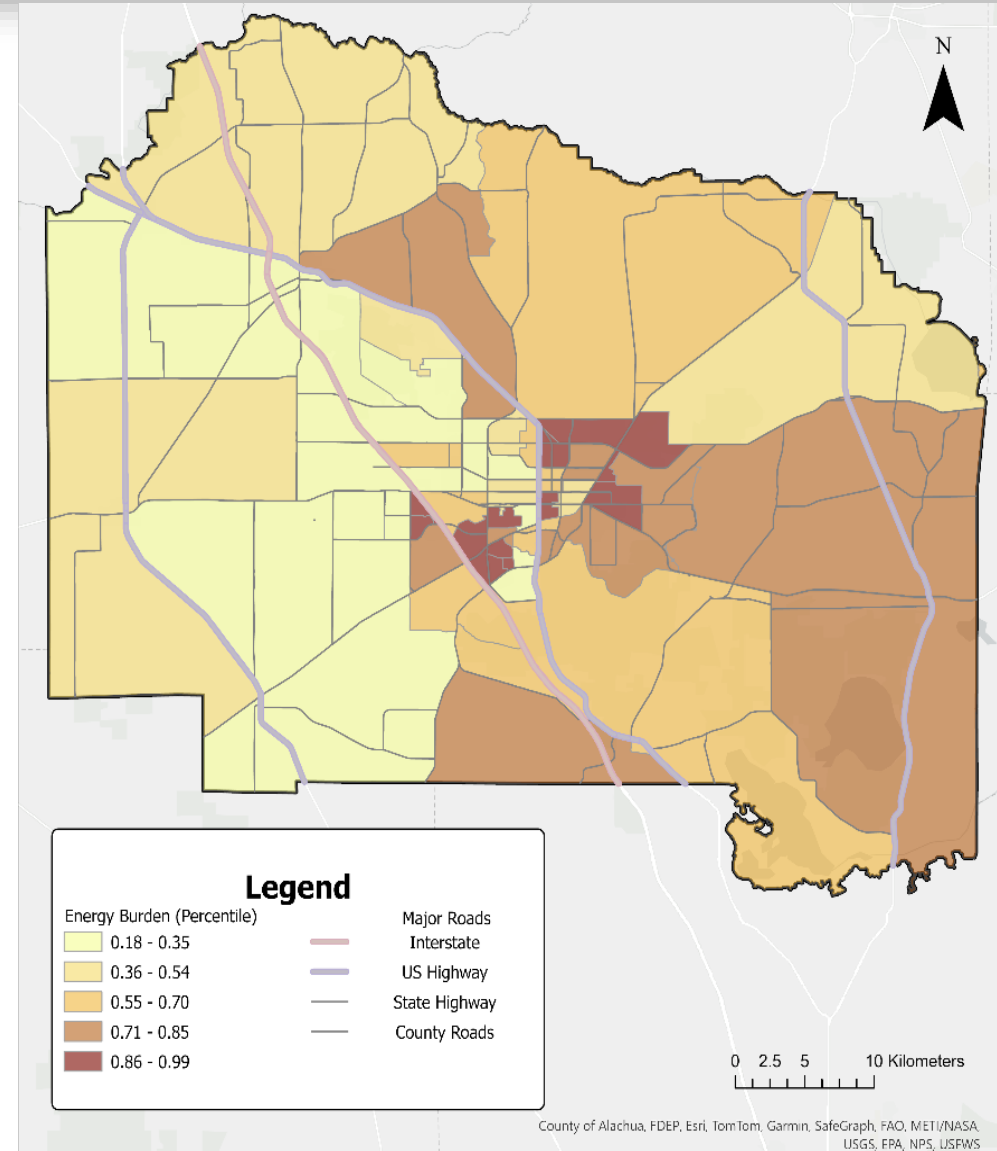 N
Legend
Energy Burden (Percentile)
0.18 - 0.35
0.36 - 0.54
0.55 - 0.70
0.71 - 0.85
0.86 - 0.99
Major Roads
Interstate
US Highway
State Highway
County Roads
0 2.5 5 10 Kilometers
County of Alachua, FDEP, Esri, TomTom, Garmin, SafeGraph, FAO, METI/NASA,
USGS, EPA, NPS, USFWS